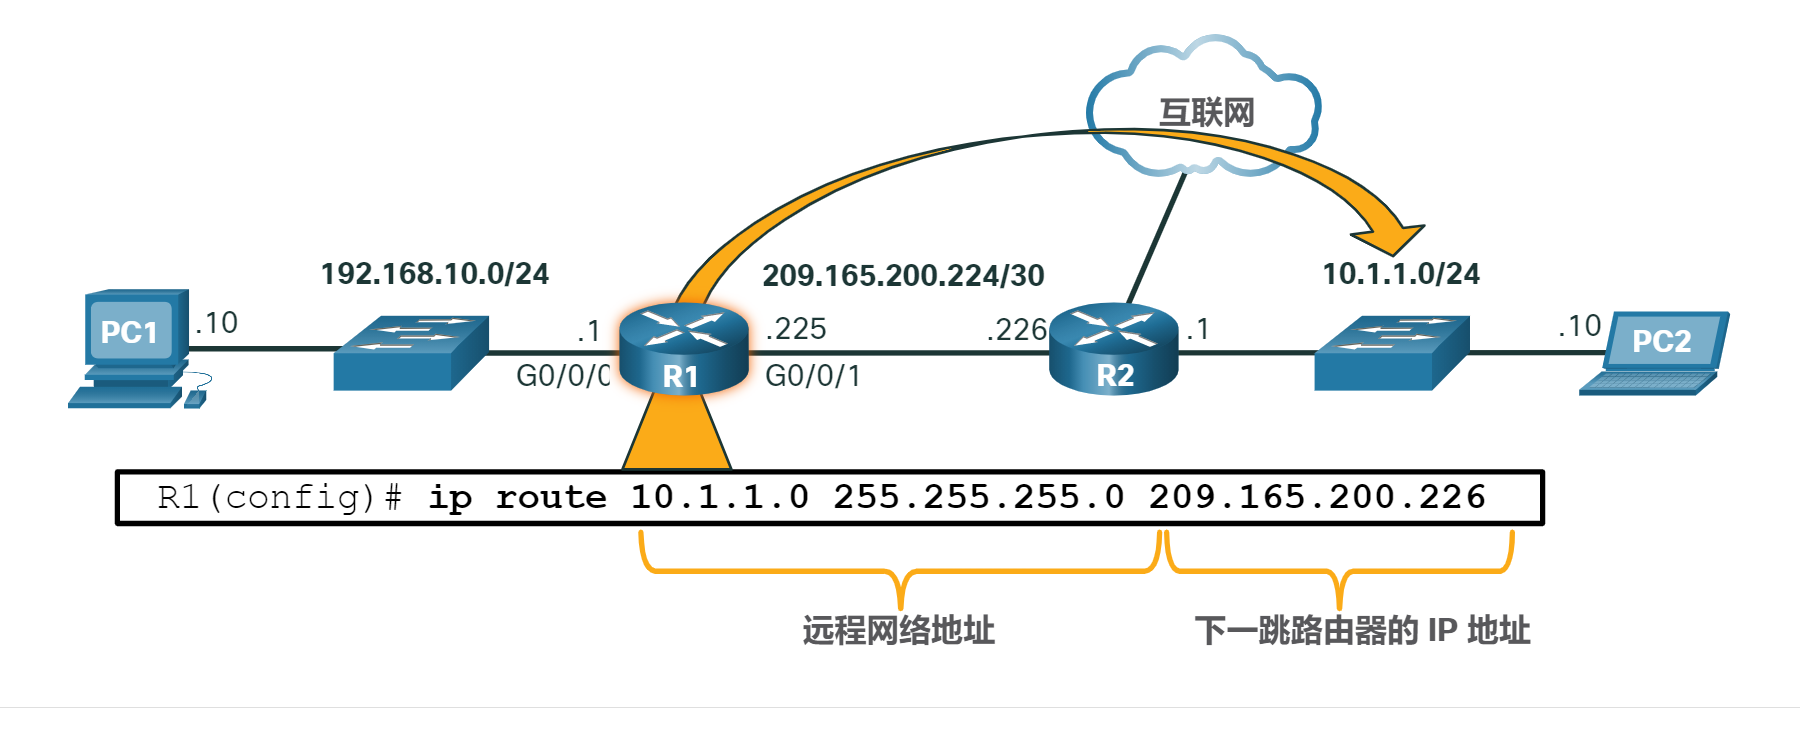 互联网
192.168.10.0/24
209.165.200.224/30
10.1.1.0/24
PC1
.10
.1
G0/0/0
R1
.225
G0/0/1
.226
R2
.1
.10
PC2
R1(config)# ip route 10.1.1.0 255.255.255.0 209.165.200.226
远程网络地址
下一跳路由器的 IP 地址